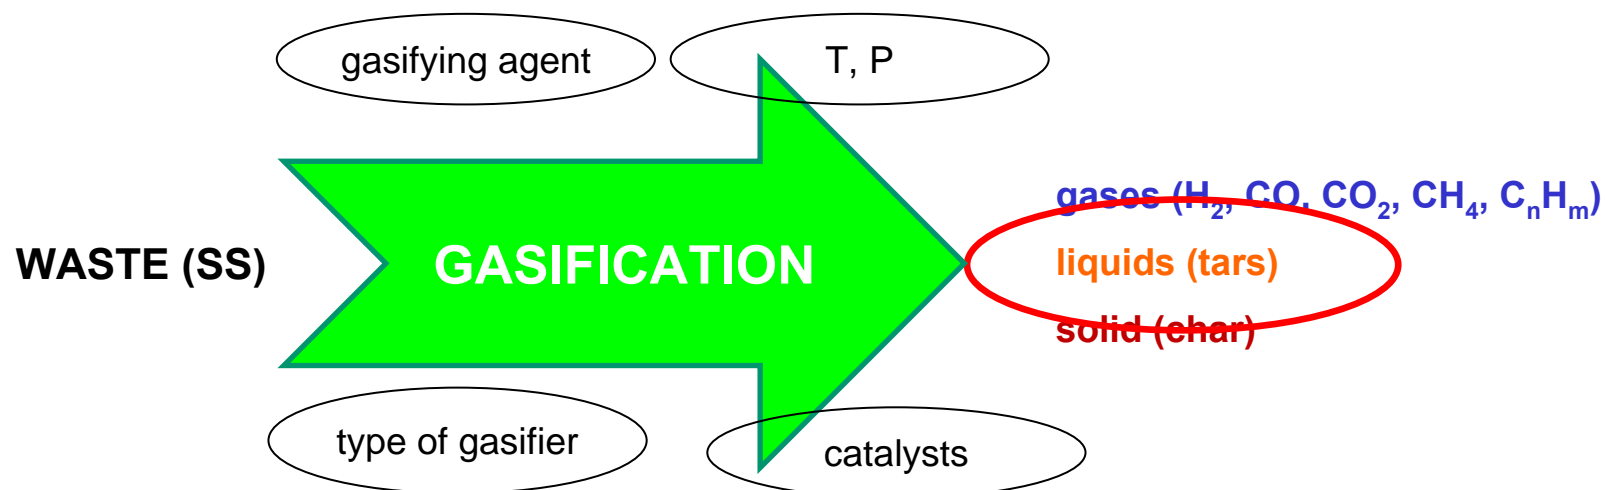 gasifying agent
T, P
gases (H₂, CO, CO₂, CH₄, CₙHₘ)
WASTE (SS)
GASIFICATION
liquids (tars)
solid (char)
type of gasifier
catalysts